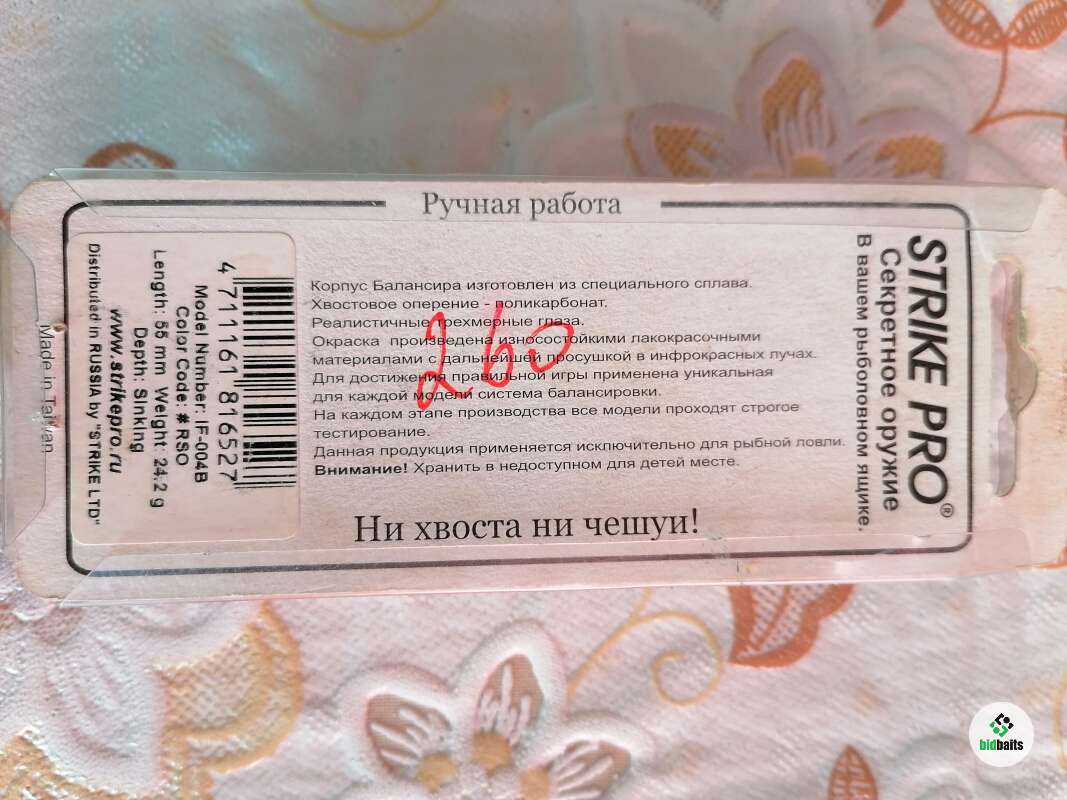 Ручная работа
STRIKE PRO®
Секретное оружие
В вашем рыболовном ящике.
Корпус Балансира изготовлен из специального сплава.
Хвостовое оперение - поликарбонат.
Реалистичные трехмерные глаза.
Окраска произведена износостойкими лакокрасочными
материалами с дальнейшей просушкой в инфрокрасных лучах.
Для достижения правильной игры применена уникальная
для каждой модели система балансировки.
На каждом этапе производства все модели проходят строгое
тестирование.
Данная продукция применяется исключительно для рыбной ловли.
Внимание! Хранить в недоступном для детей месте.
260
Ни хвоста ни чешуи!
4 711161 816527
Model Number: IF-004B
Color Code: # RSO
Length: 55 mm Weight: 24.2 g
Depth: Sinking
www.strikepro.ru
Distributed in RUSSIA by "STRIKE LTD"
Made in Taiwan
bidbaits